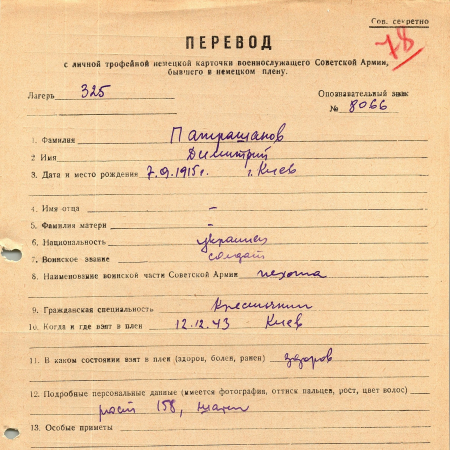 Сов. секретно
78
ПЕРЕВОД
с личной трофейной немецкой карточки военнослужащего Советской Армии,
бывшего в немецком плену.
Лагерь 325
Опознавательный знак
№ 8066
1. Фамилия Патрашанов
2 Имя Димитрий
3. Дата и место рождения 7.9.1915г. г. Киев
4. Имя отца –
5. Фамилия матери –
6. Национальность украинец
7. Воинское звание солдат
8. Наименование воинской части Советской Армии пехота
9. Гражданская специальность крестьянин
10. Когда и где взят в плен 12.12.43 Киев
11. В каком состоянии взят в плен (здоров, болен, ранен) здоров
12. Подробные персональные данные (имеется фотография, оттиск пальцев, рост, цвет волос)
рост 158,
13. Особые приметы